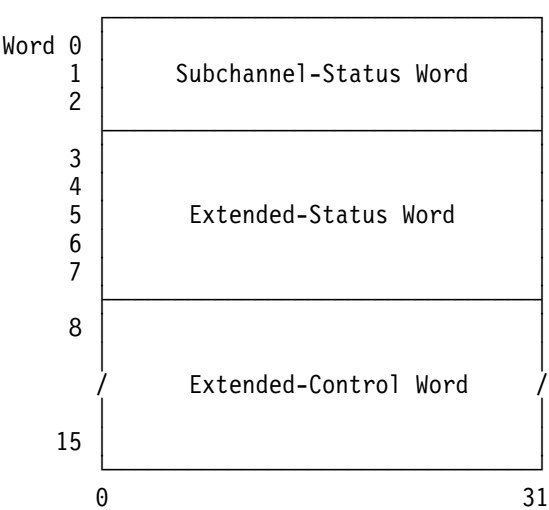 Word 0
1 Subchannel-Status Word
2
3
4
5 Extended-Status Word
6
7
8
/ Extended-Control Word /
15
0 31